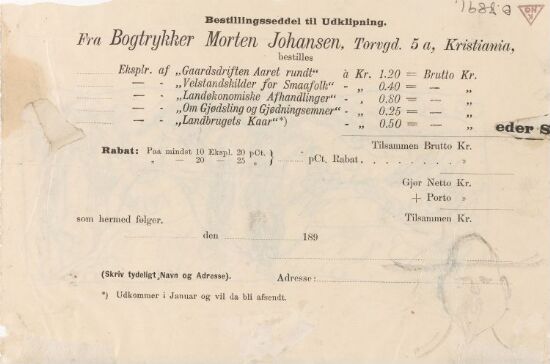 Bestillingsseddel til Udklipning.
Fra Bogtrykker Morten Johansen, Torvgd. 5 a, Kristiania,
bestilles
Eksplr. af „Gaardsdriften Aaret rundt“ à Kr. 1.20 = Brutto Kr.
— - „Velstandskilder for Smaafolk“ - „ 0.40 = — „
— - „Landekonomiske Afhandlinger“ - „ 0.80 = — „
— - „Om Gjødsling og Gjødningsemner“ - „ 0.25 = — „
— - „Landbrugets Kaar“*) - „ 0.50 = — „
eder S
Tilsammen Brutto Kr.
Rabat: Paa mindst 10 Ekspl. 20 pCt. } pCt. Rabat . . . . . . . „
„ — 20 — 25 „
Gjør Netto Kr.
+ Porto „
som hermed følger. Tilsammen Kr.
den 189
(Skriv tydeligt Navn og Adresse). Adresse:
*) Udkommer i Januar og vil da bli afsendt.